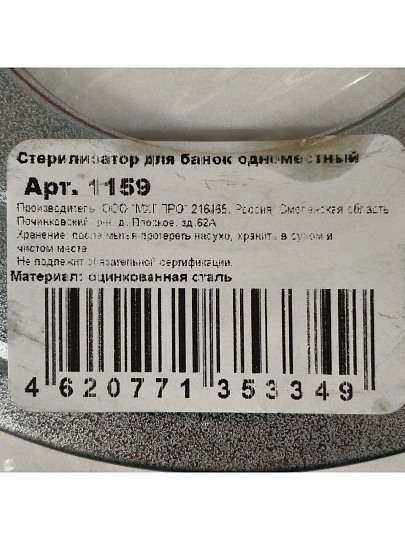 Стерилизатор для банок одноместный
Арт. 1159
Производитель: ООО "МХГ ПРО" 216465, Россия, Смоленская область,
Починковский р-н, д. Плоское, зд.62А
Хранение: после мытья протереть насухо, хранить в сухом и
чистом месте
Не подлежит обязательной сертификации.
Материал: оцинкованная сталь
4 620771 353349